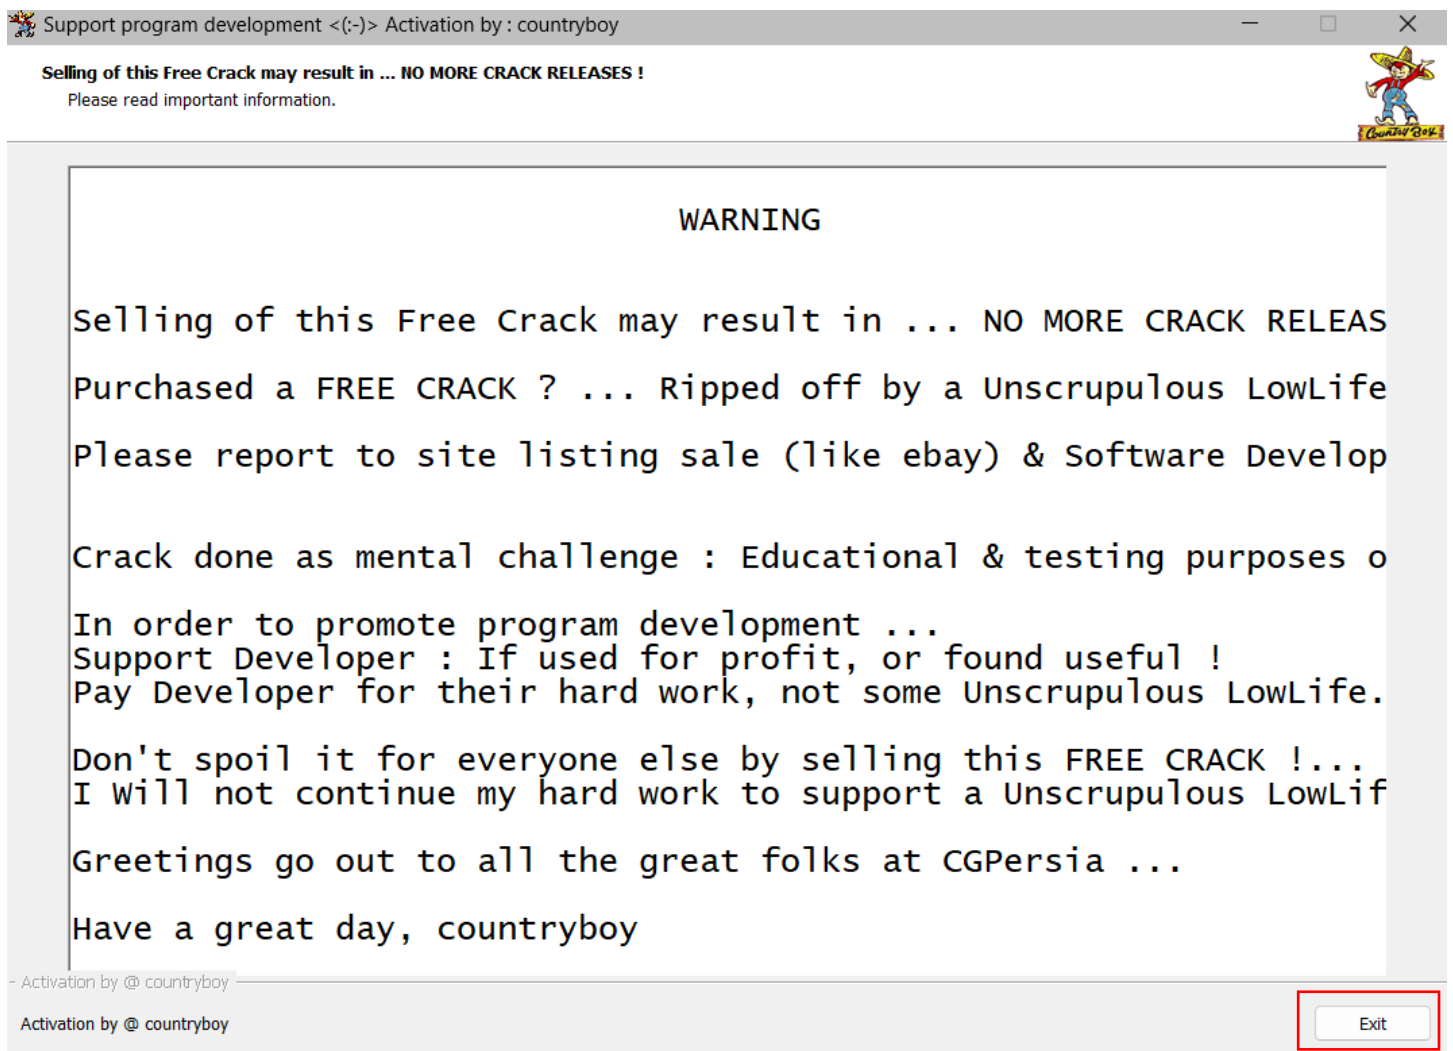 Support program development <(:-)> Activation by : countryboy
Selling of this Free Crack may result in ... NO MORE CRACK RELEASES !
Please read important information.
Country Boy
WARNING
Selling of this Free Crack may result in ... NO MORE CRACK RELEAS
Purchased a FREE CRACK ? ... Ripped off by a Unscrupulous LowLife
Please report to site listing sale (like ebay) & Software Develop
Crack done as mental challenge : Educational & testing purposes o
In order to promote program development ...
Support Developer : If used for profit, or found useful !
Pay Developer for their hard work, not some Unscrupulous LowLife.
Don't spoil it for everyone else by selling this FREE CRACK !...
I Will not continue my hard work to support a Unscrupulous LowLif
Greetings go out to all the great folks at CGPersia ...
Have a great day, countryboy
Activation by @ countryboy
Activation by @ countryboy
Exit